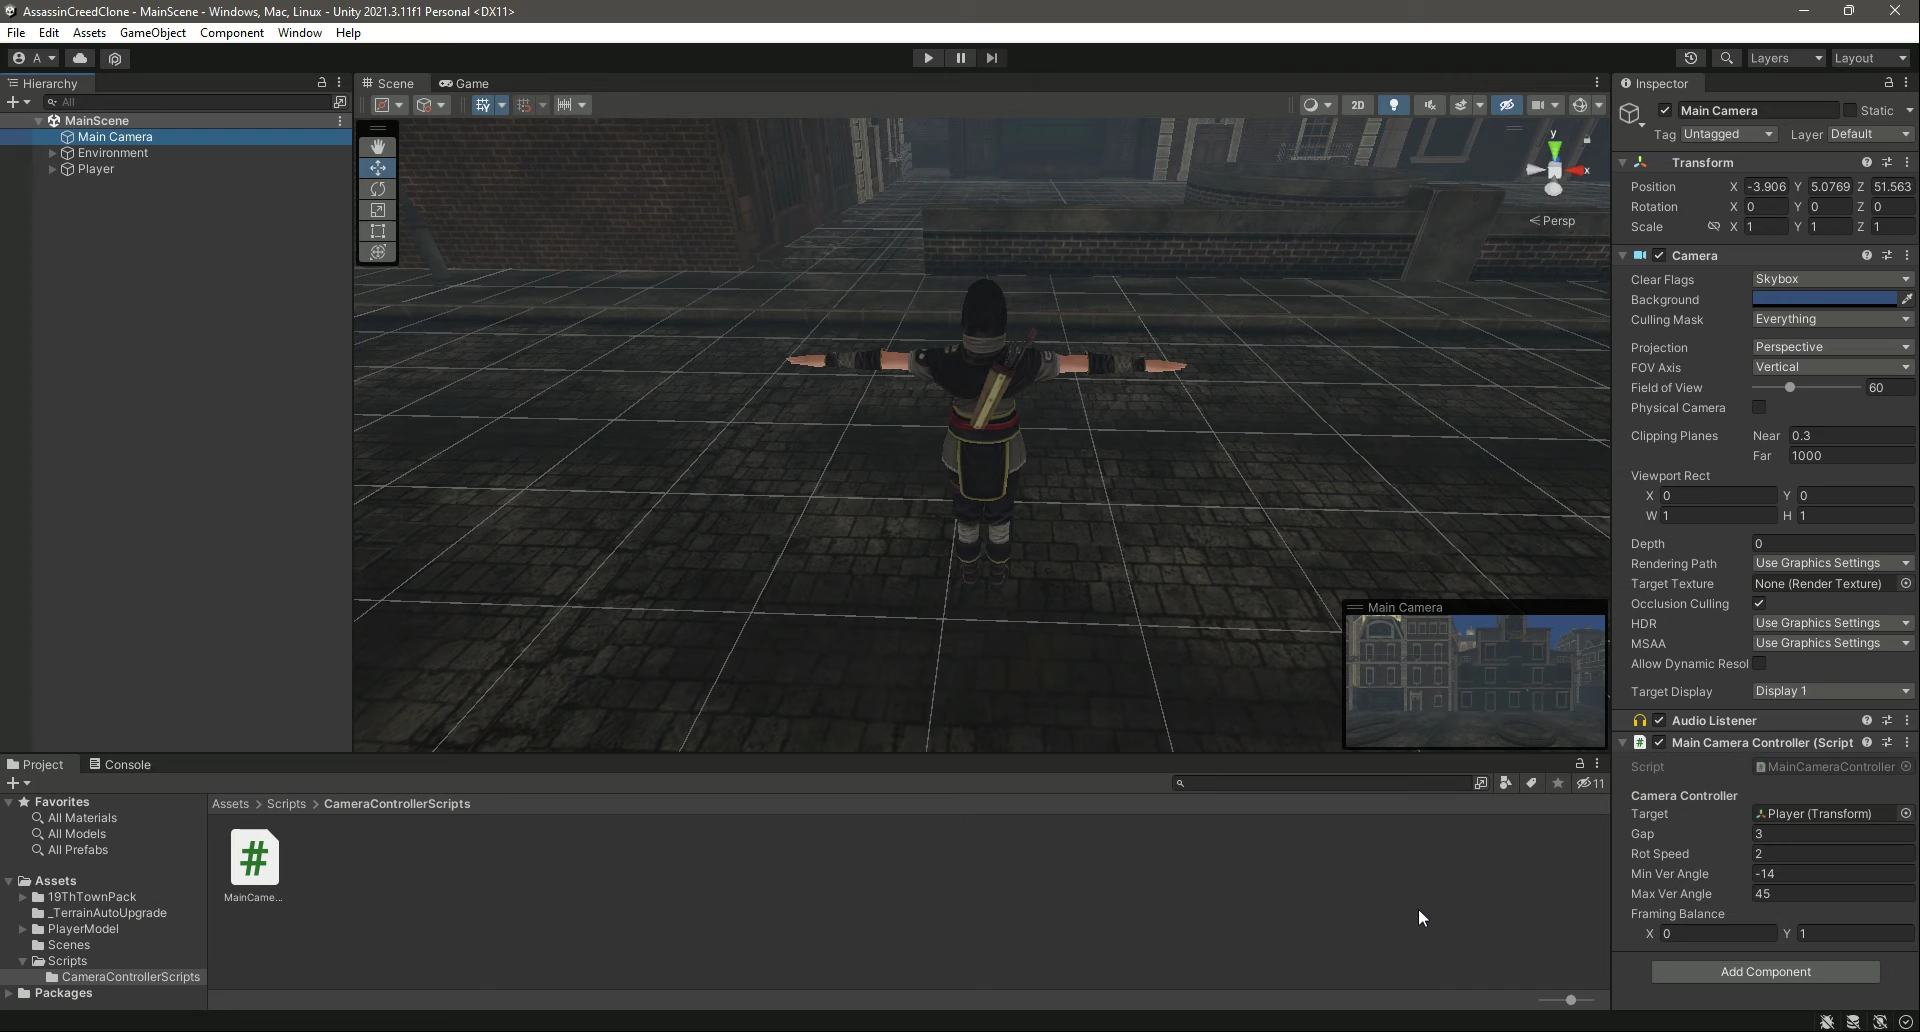 AssassinCreedClone - MainScene - Windows, Mac, Linux - Unity 2021.3.11f1 Personal <DX11>
File Edit Assets GameObject Component Window Help
A Layers Layout
Hierarchy
All
MainScene
Main Camera
Environment
Player
Scene Game
2D
y
x
Persp
Main Camera
Inspector
Main Camera Static
Tag Untagged Layer Default
Transform
Position X -3.906 Y 5.0769 Z 51.563
Rotation X 0 Y 0 Z 0
Scale X 1 Y 1 Z 1
Camera
Clear Flags Skybox
Background
Culling Mask Everything
Projection Perspective
FOV Axis Vertical
Field of View 60
Physical Camera
Clipping Planes Near 0.3
Far 1000
Viewport Rect
X 0 Y 0
W 1 H 1
Depth 0
Rendering Path Use Graphics Settings
Target Texture None (Render Texture)
Occlusion Culling
HDR Use Graphics Settings
MSAA Use Graphics Settings
Allow Dynamic Resol
Target Display Display 1
Audio Listener
# Main Camera Controller (Script
Script # MainCameraController
Camera Controller
Target Player (Transform)
Gap 3
Rot Speed 2
Min Ver Angle -14
Max Ver Angle 45
Framing Balance
X 0 Y 1
Add Component
Project Console
11
Favorites
All Materials
All Models
All Prefabs
Assets
19ThTownPack
_TerrainAutoUpgrade
PlayerModel
Scenes
Scripts
CameraControllerScripts
Packages
Assets > Scripts > CameraControllerScripts
#
MainCame...